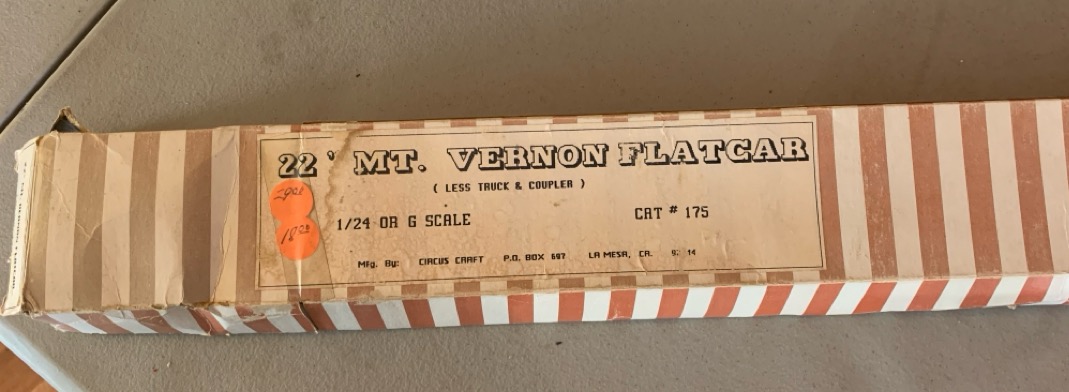 22' MT. VERNON FLATCAR
( LESS TRUCK & COUPLER )
1/24 OR G SCALE CAT # 175
Mfg. By: CIRCUS CRAFT P.O. BOX 697 LA MESA, CA.